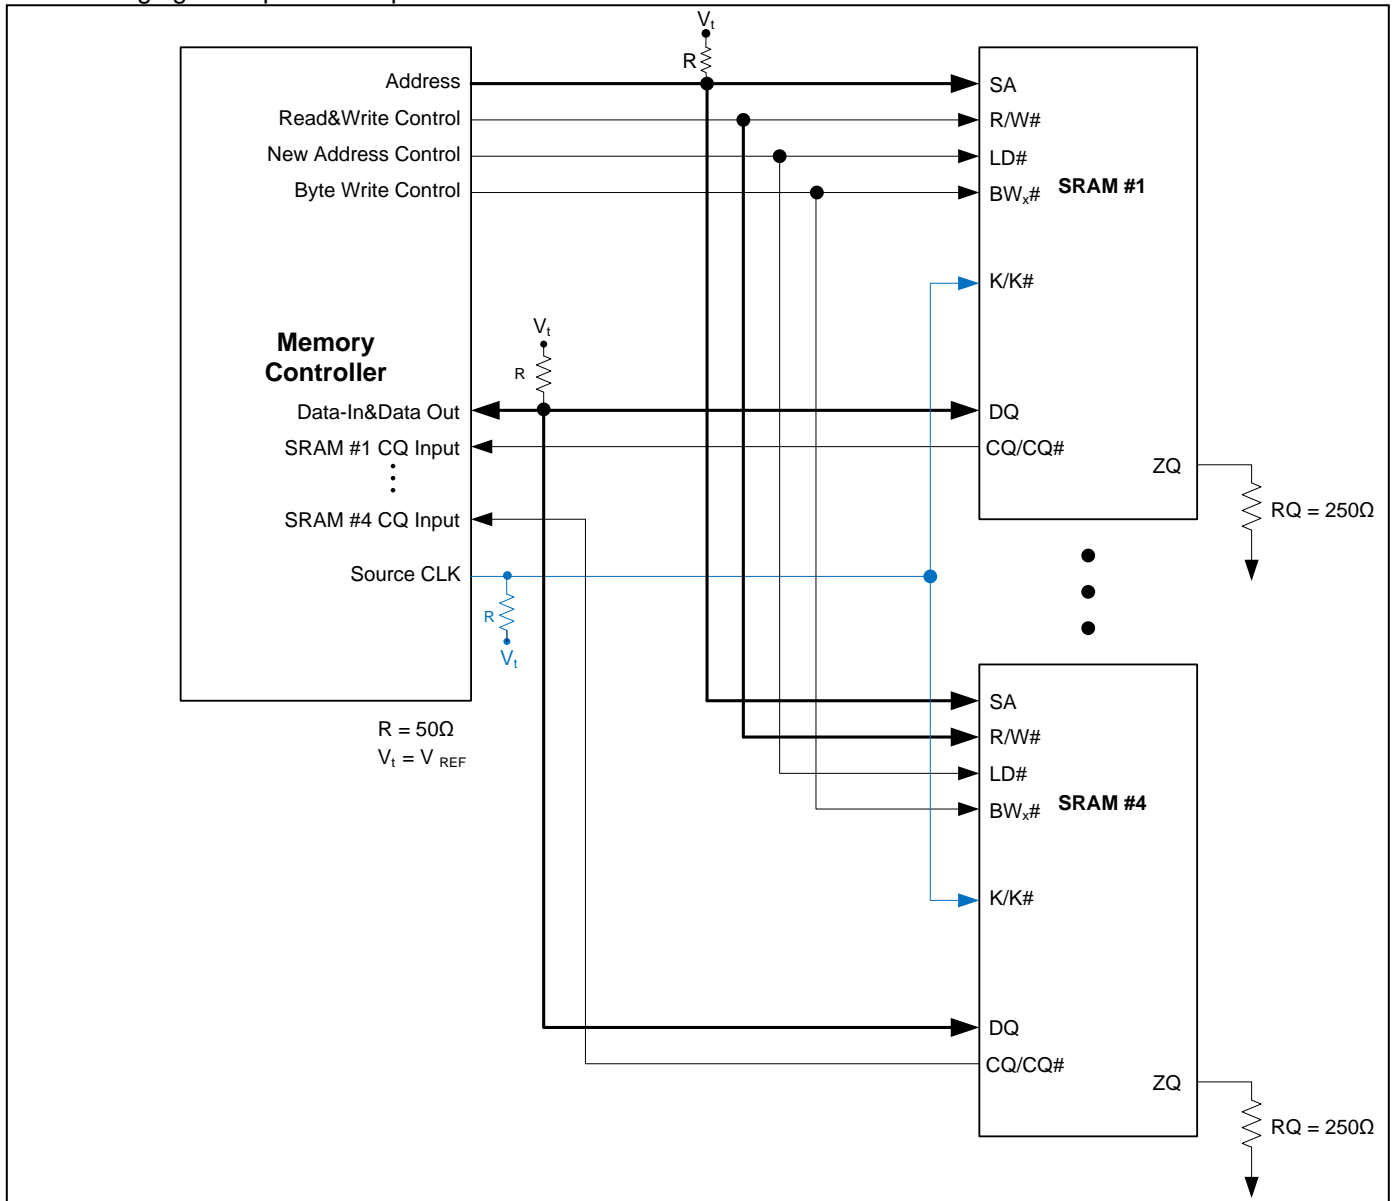 Vt
R
Address
Read&Write Control
New Address Control
Byte Write Control
SA
R/W#
LD#
BWx#
SRAM #1
K/K#
Vt
R
Memory
Controller
Data-In&Data Out
SRAM #1 CQ Input
SRAM #4 CQ Input
Source CLK
DQ
CQ/CQ#
ZQ
RQ = 250Ω
R
Vt
R = 50Ω
Vt = V REF
SA
R/W#
LD#
BWx#
SRAM #4
K/K#
DQ
CQ/CQ#
ZQ
RQ = 250Ω